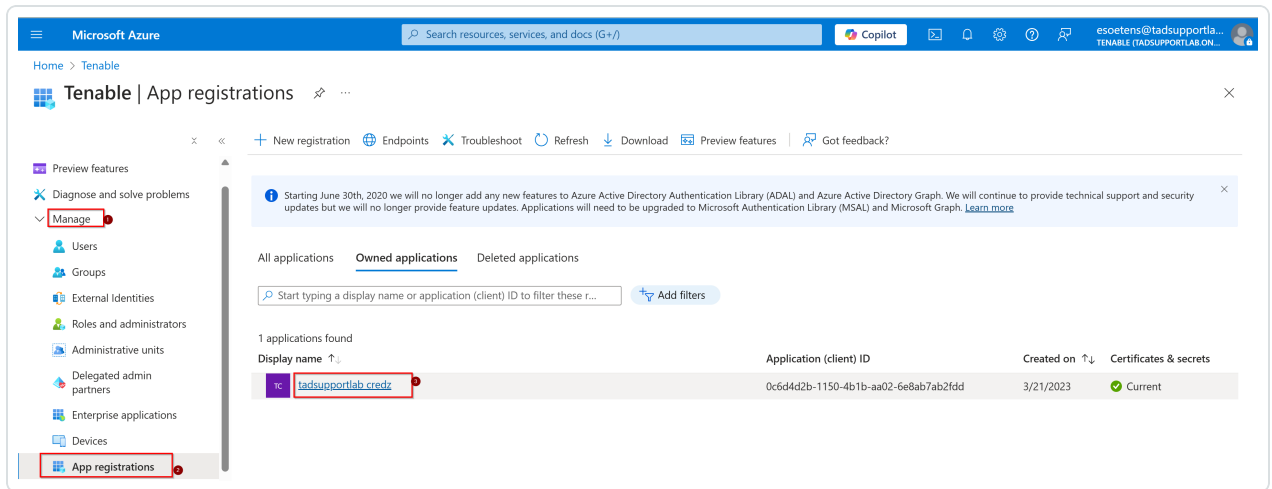 Microsoft Azure
Search resources, services, and docs (G+/)
Copilot
esoetens@tadsupportla...
TENABLE (TADSUPPORTLAB.ON...
Home > Tenable
Tenable | App registrations
New registration
Endpoints
Troubleshoot
Refresh
Download
Preview features
Got feedback?
Preview features
Diagnose and solve problems
Manage
1
Users
Groups
External Identities
Roles and administrators
Administrative units
Delegated admin
partners
Enterprise applications
Devices
App registrations
2
Starting June 30th, 2020 we will no longer add any new features to Azure Active Directory Authentication Library (ADAL) and Azure Active Directory Graph. We will continue to provide technical support and security
updates but we will no longer provide feature updates. Applications will need to be upgraded to Microsoft Authentication Library (MSAL) and Microsoft Graph. Learn more
All applications
Owned applications
Deleted applications
Start typing a display name or application (client) ID to filter these r...
Add filters
1 applications found
Display name
Application (client) ID
Created on
Certificates & secrets
TC
tadsupportlab credz
3
0c6d4d2b-1150-4b1b-aa02-6e8ab7ab2fdd
3/21/2023
Current